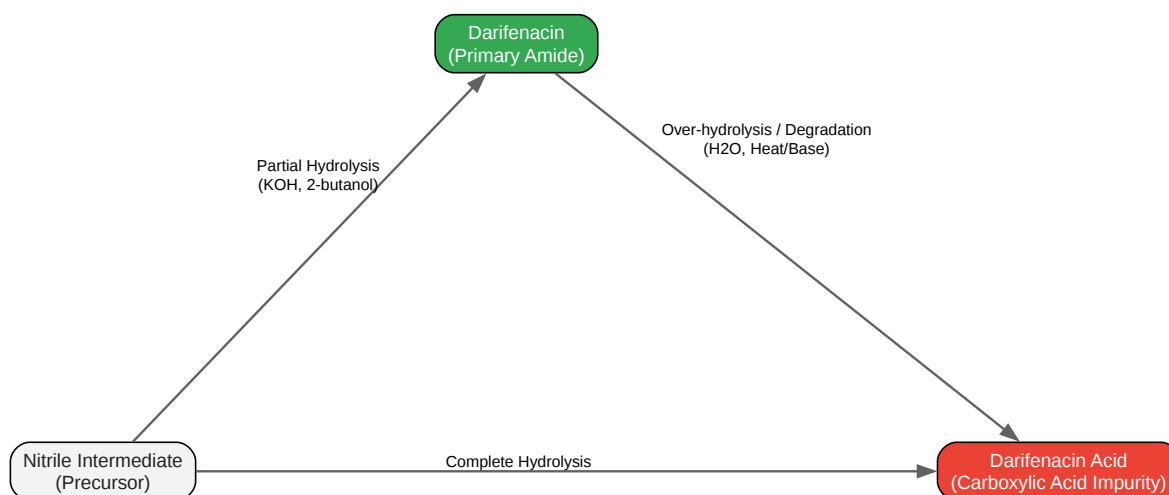 Darifenacin
(Primary Amide)
Over-hydrolysis / Degradation
(H2O, Heat/Base)
Partial Hydrolysis
(KOH, 2-butanol)
Nitrile Intermediate
(Precursor)
Complete Hydrolysis
Darifenacin Acid
(Carboxylic Acid Impurity)